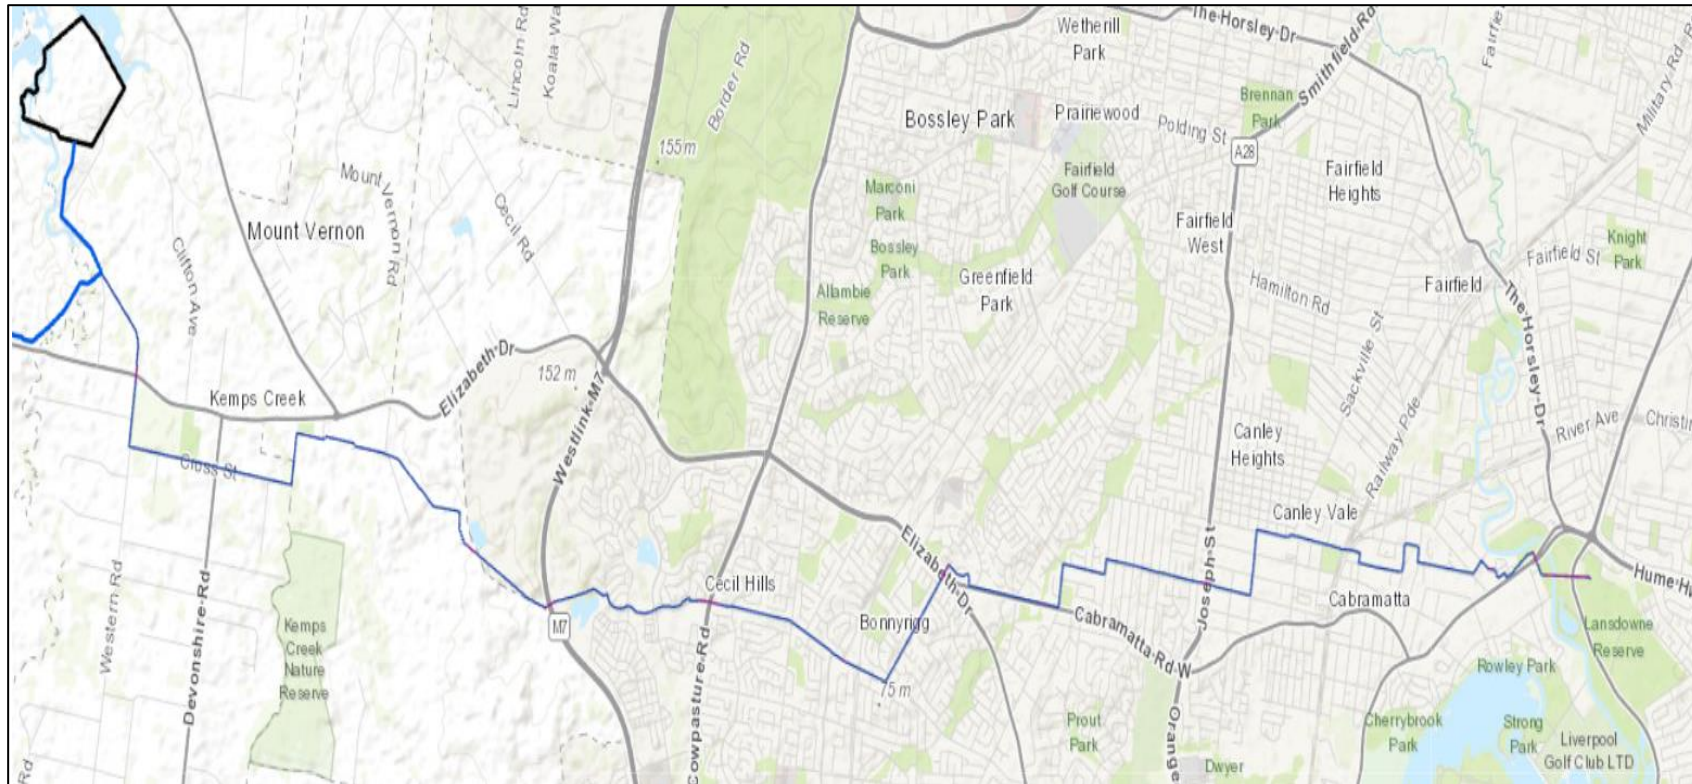 Lincoln Rd
Koala Wa
Border Rd
Wetherill
Park
The Horsley Dr
Smithfield Rd
Fairfie
Military Rd
155 m
Bossley Park
Prairiewood
Brennan
Park
Polding St
A28
Mount Vernon Rd
Cecil Rd
Marconi
Park
Fairfield
Golf Course
Fairfield
Heights
Mount Vernon
Clifton Ave
Bossley
Park
Fairfield
West
Knight
Park
Fairfield St
Allambie
Reserve
Greenfield
Park
Hamilton Rd
Fairfield
The Horsley Dr
Elizabeth Dr
152 m
Westlink M7
Kemps Creek
Sackville St
Railway Pde
River Ave
Christin
Canley
Heights
Cross St
Canley Vale
Elizabeth Dr
Joseph St
Hume Hw
Western Rd
Devonshire Rd
Kemps
Creek
Nature
Reserve
M7
Cecil Hills
Cowpasture Rd
Bonnyrigg
75 m
Cabramatta Rd W
Cabramatta
Lansdowne
Reserve
Orange
Prout
Park
Rowley Park
Cherrybrook
Park
Strong
Park
Liverpool
Golf Club LTD
Dwyer
Rd